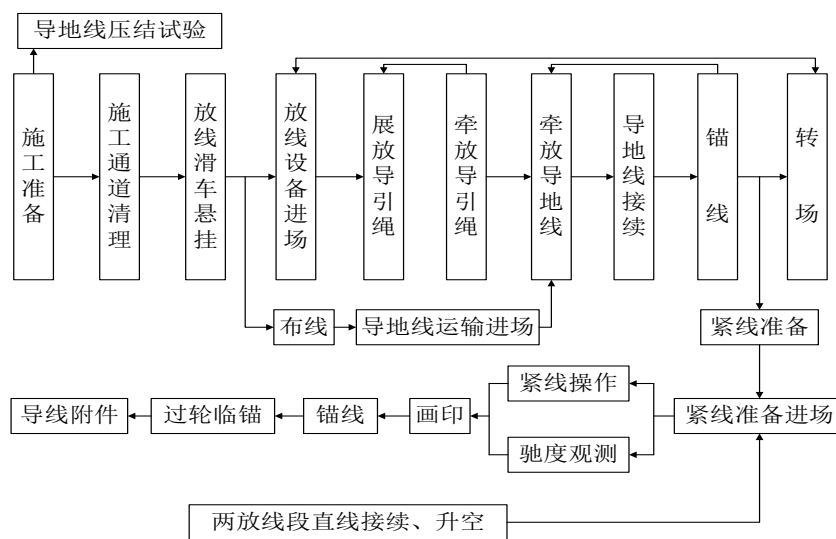 导地线压结试验
施工准备
施工通道清理
放线滑车悬挂
放线设备进场
展放导引绳
牵放导引绳
牵放导地线
导地线接续
锚线
转场
布线
导地线运输进场
紧线准备
紧线操作
导线附件
过轮临锚
锚线
画印
紧线准备进场
驰度观测
两放线段直线接续、升空